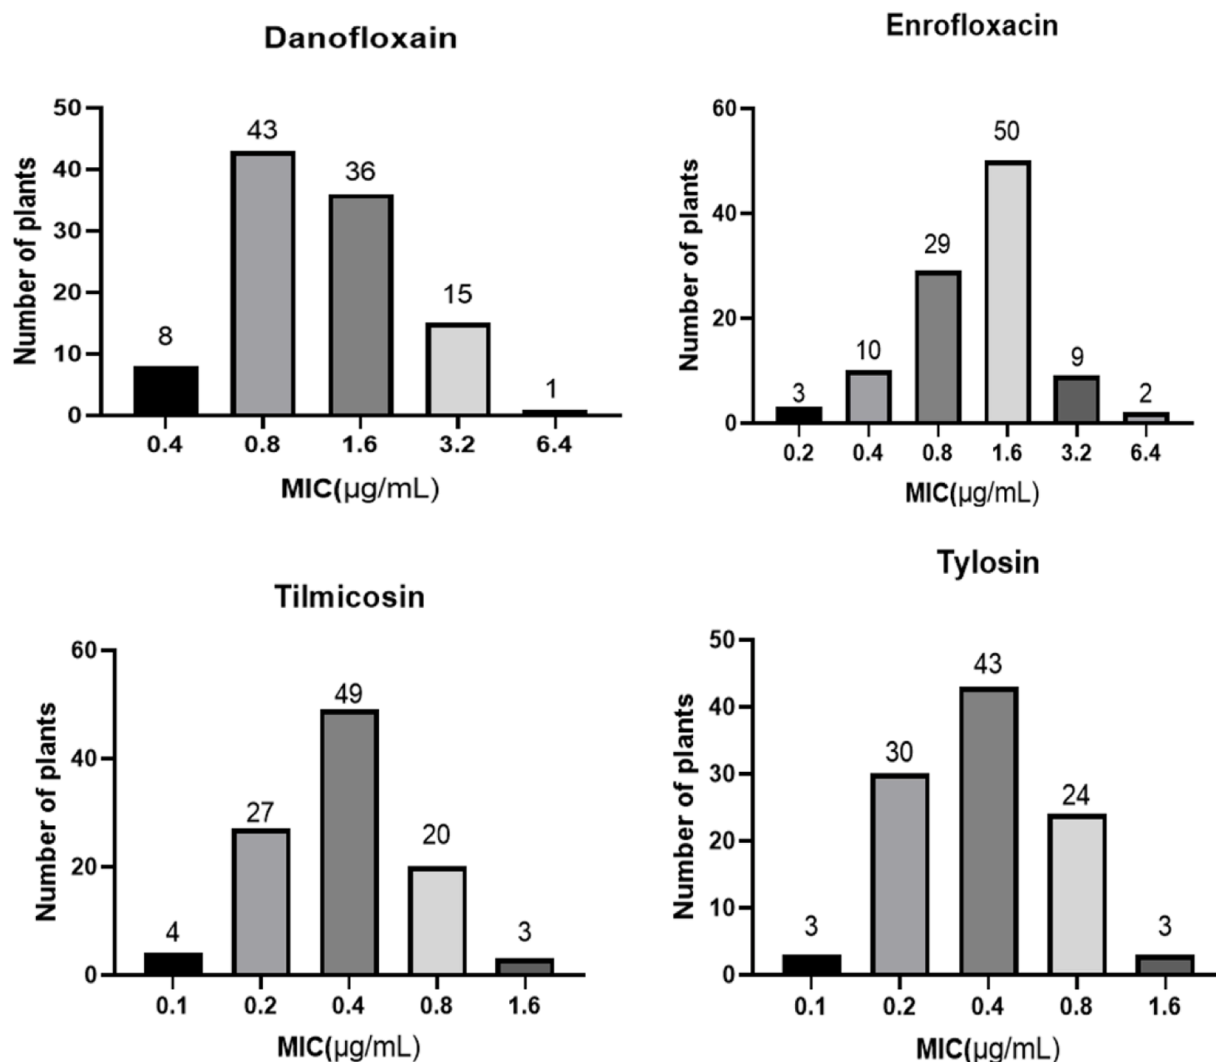 Danofloxain
Number of plants
50
40
30
20
10
0
8
43
36
15
1
0.4 0.8 1.6 3.2 6.4
MIC(μg/mL)
Enrofloxacin
Number of plants
60
40
20
0
3
10
29
50
9
2
0.2 0.4 0.8 1.6 3.2 6.4
MIC(μg/mL)
Tilmicosin
Number of plants
60
40
20
0
4
27
49
20
3
0.1 0.2 0.4 0.8 1.6
MIC(μg/mL)
Tylosin
Number of plants
50
40
30
20
10
0
3
30
43
24
3
0.1 0.2 0.4 0.8 1.6
MIC(μg/mL)